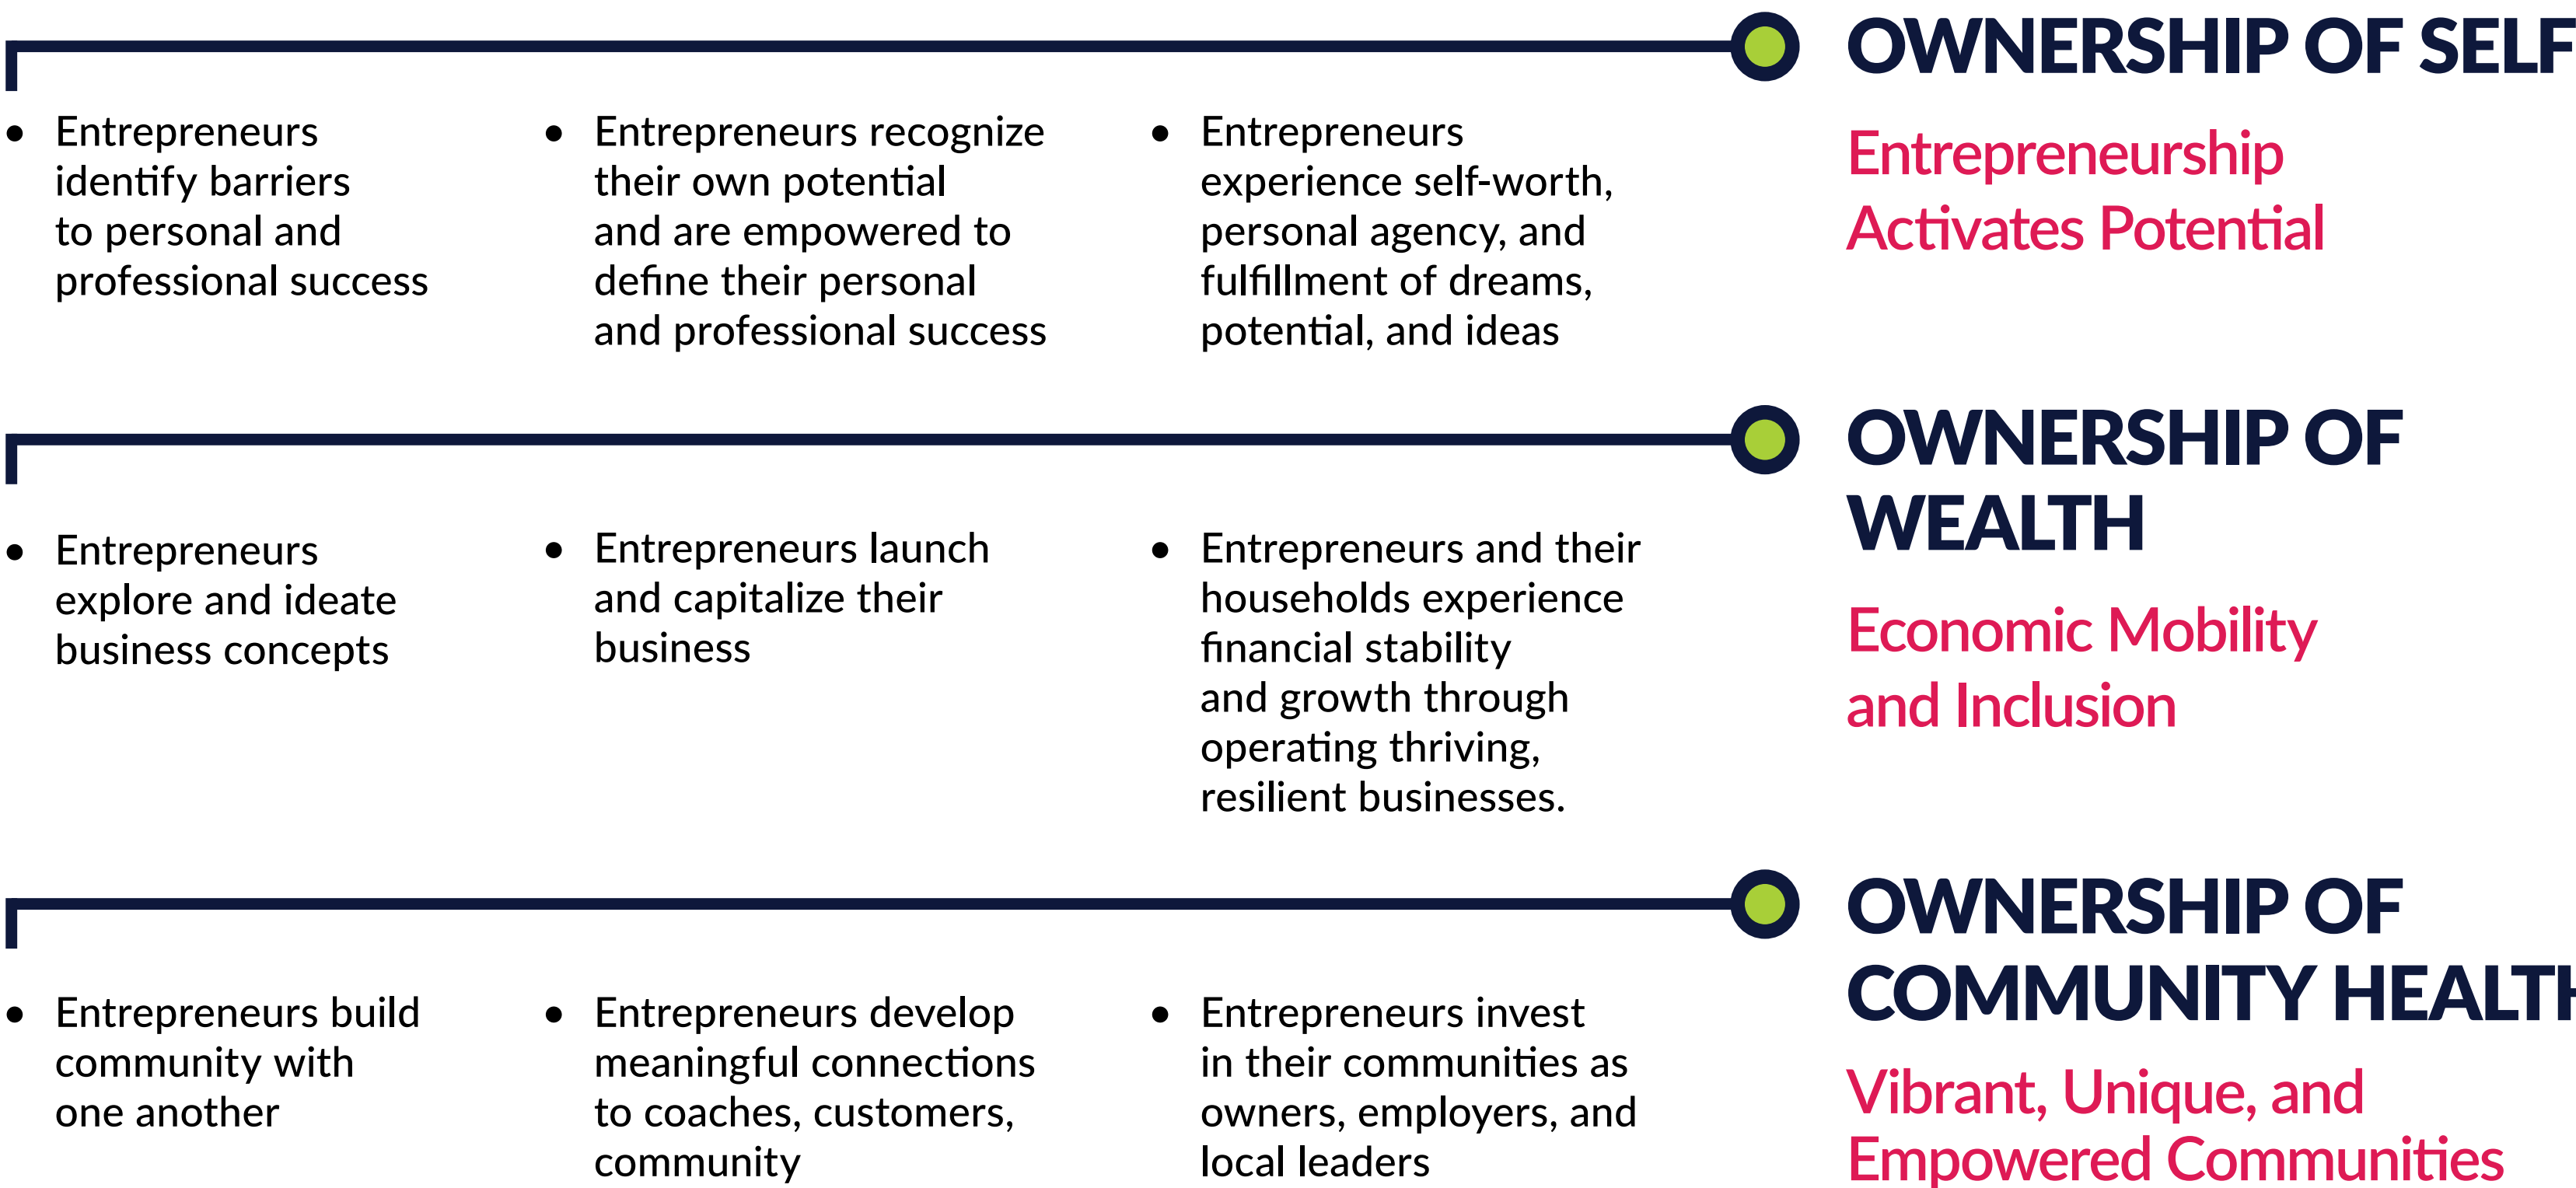 OWNERSHIP OF SELF
Entrepreneurship
Activates Potential
• Entrepreneurs
identify barriers
to personal and
professional success
• Entrepreneurs recognize
their own potential
and are empowered to
define their personal
and professional success
• Entrepreneurs
experience self-worth,
personal agency, and
fulfillment of dreams,
potential, and ideas
OWNERSHIP OF
WEALTH
Economic Mobility
and Inclusion
• Entrepreneurs
explore and ideate
business concepts
• Entrepreneurs launch
and capitalize their
business
• Entrepreneurs and their
households experience
financial stability
and growth through
operating thriving,
resilient businesses.
OWNERSHIP OF
COMMUNITY HEALTH
Vibrant, Unique, and
Empowered Communities
• Entrepreneurs build
community with
one another
• Entrepreneurs develop
meaningful connections
to coaches, customers,
community
• Entrepreneurs invest
in their communities as
owners, employers, and
local leaders